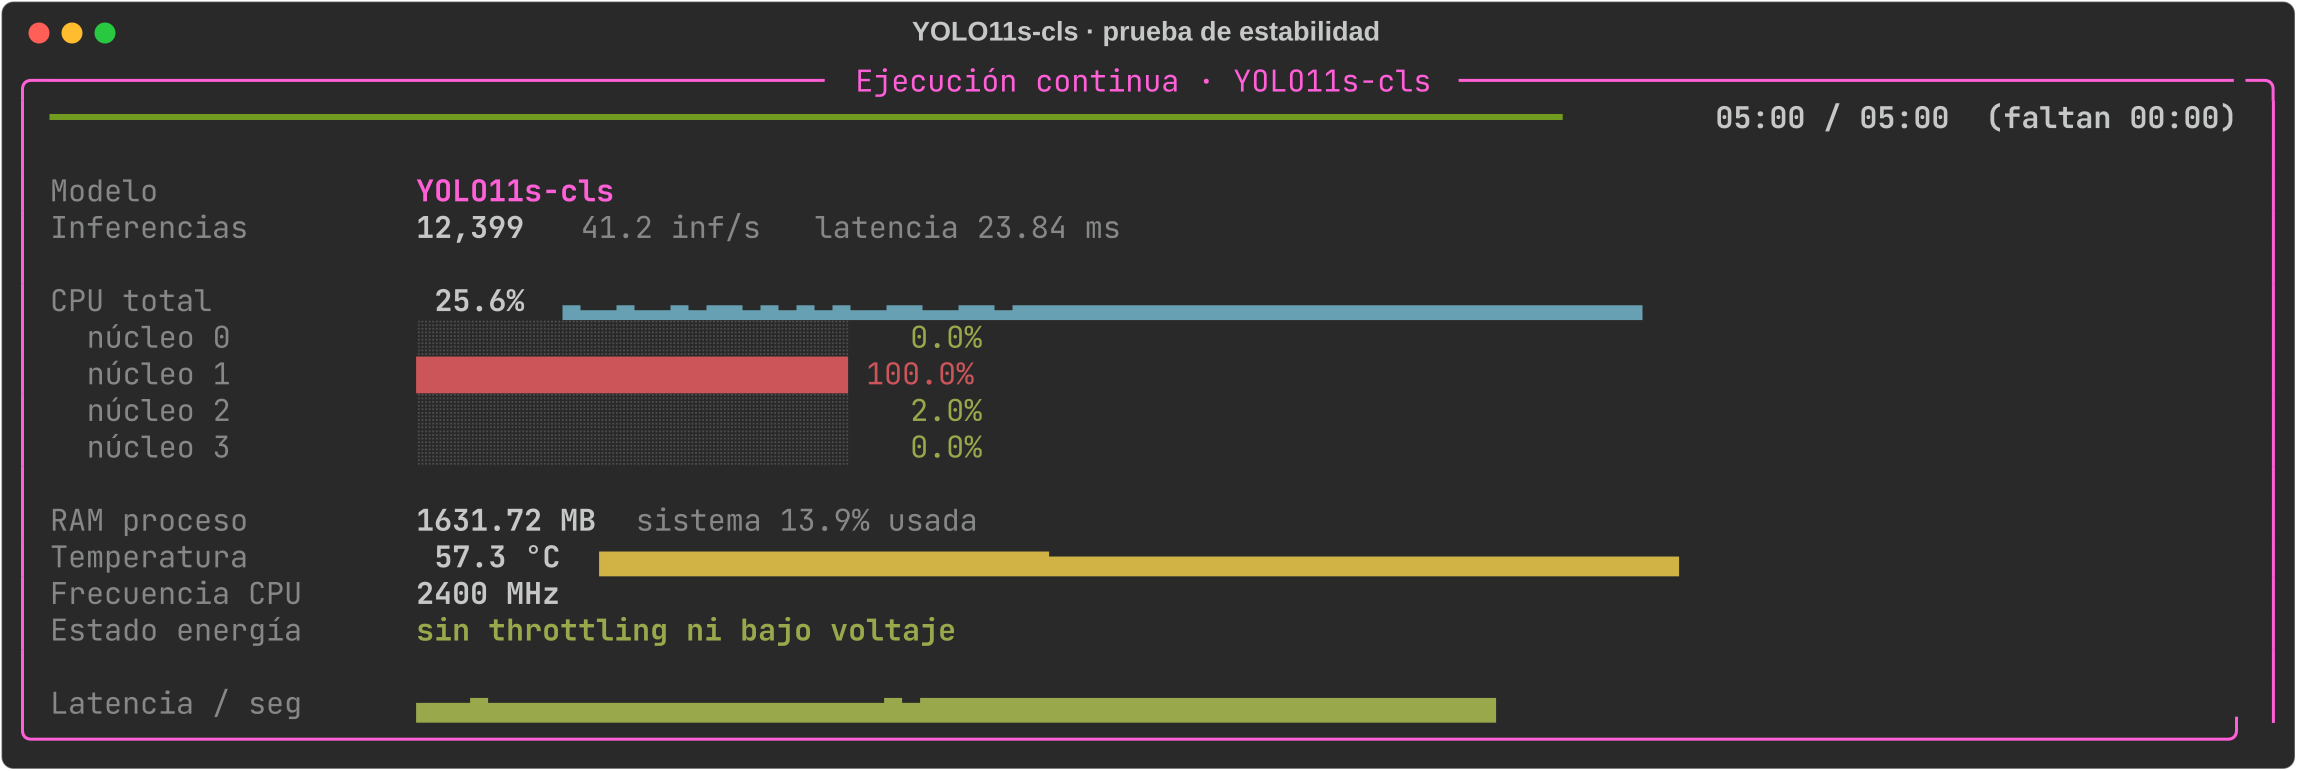 YOLO11s-cls · prueba de estabilidad
Ejecución continua · YOLO11s-cls
05:00 / 05:00 (faltan 00:00)
Modelo YOLO11s-cls
Inferencias 12,399 41.2 inf/s latencia 23.84 ms
CPU total 25.6%
núcleo 0 0.0%
núcleo 1 100.0%
núcleo 2 2.0%
núcleo 3 0.0%
RAM proceso 1631.72 MB sistema 13.9% usada
Temperatura 57.3 °C
Frecuencia CPU 2400 MHz
Estado energía sin throttling ni bajo voltaje
Latencia / seg